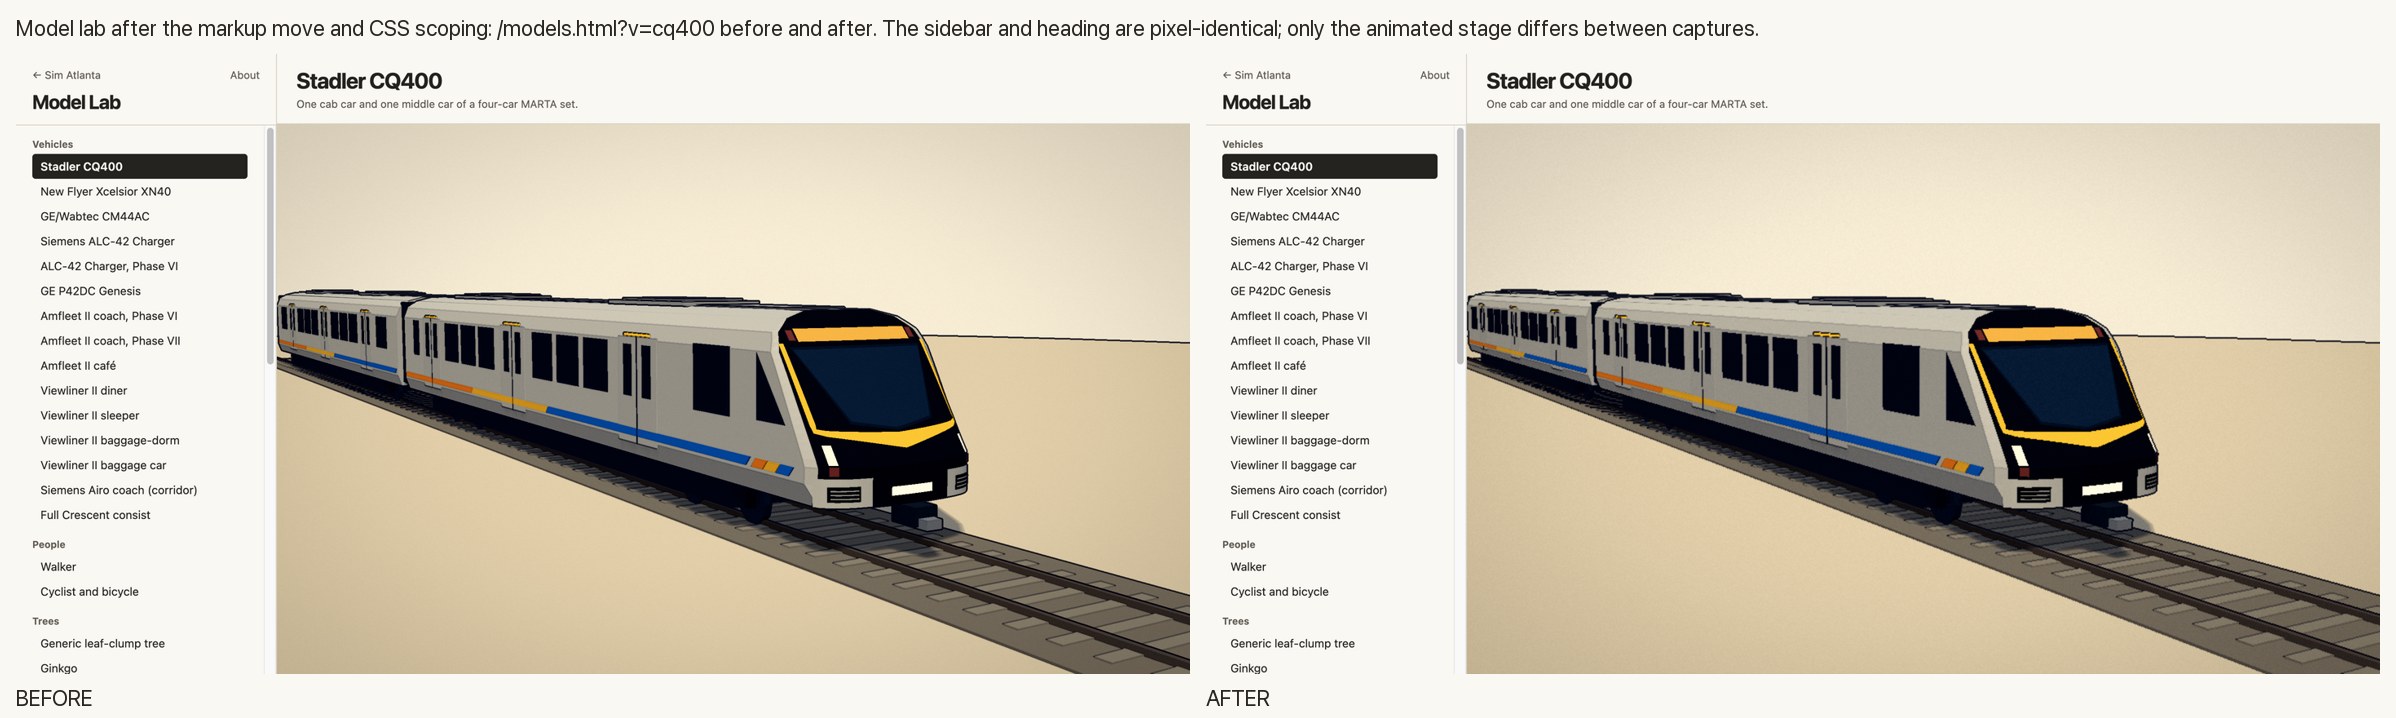 Model lab after the markup move and CSS scoping: /models.html?v=cq400 before and after. The sidebar and heading are pixel-identical; only the animated stage differs between captures.
← Sim Atlanta
About
Model Lab
Stadler CQ400
One cab car and one middle car of a four-car MARTA set.
Vehicles
Stadler CQ400
New Flyer Xcelsior XN40
GE/Wabtec CM44AC
Siemens ALC-42 Charger
ALC-42 Charger, Phase VI
GE P42DC Genesis
Amfleet II coach, Phase VI
Amfleet II coach, Phase VII
Amfleet II café
Viewliner II diner
Viewliner II sleeper
Viewliner II baggage-dorm
Viewliner II baggage car
Siemens Airo coach (corridor)
Full Crescent consist
People
Walker
Cyclist and bicycle
Trees
Generic leaf-clump tree
Ginkgo
BEFORE
← Sim Atlanta
About
Model Lab
Stadler CQ400
One cab car and one middle car of a four-car MARTA set.
Vehicles
Stadler CQ400
New Flyer Xcelsior XN40
GE/Wabtec CM44AC
Siemens ALC-42 Charger
ALC-42 Charger, Phase VI
GE P42DC Genesis
Amfleet II coach, Phase VI
Amfleet II coach, Phase VII
Amfleet II café
Viewliner II diner
Viewliner II sleeper
Viewliner II baggage-dorm
Viewliner II baggage car
Siemens Airo coach (corridor)
Full Crescent consist
People
Walker
Cyclist and bicycle
Trees
Generic leaf-clump tree
Ginkgo
AFTER